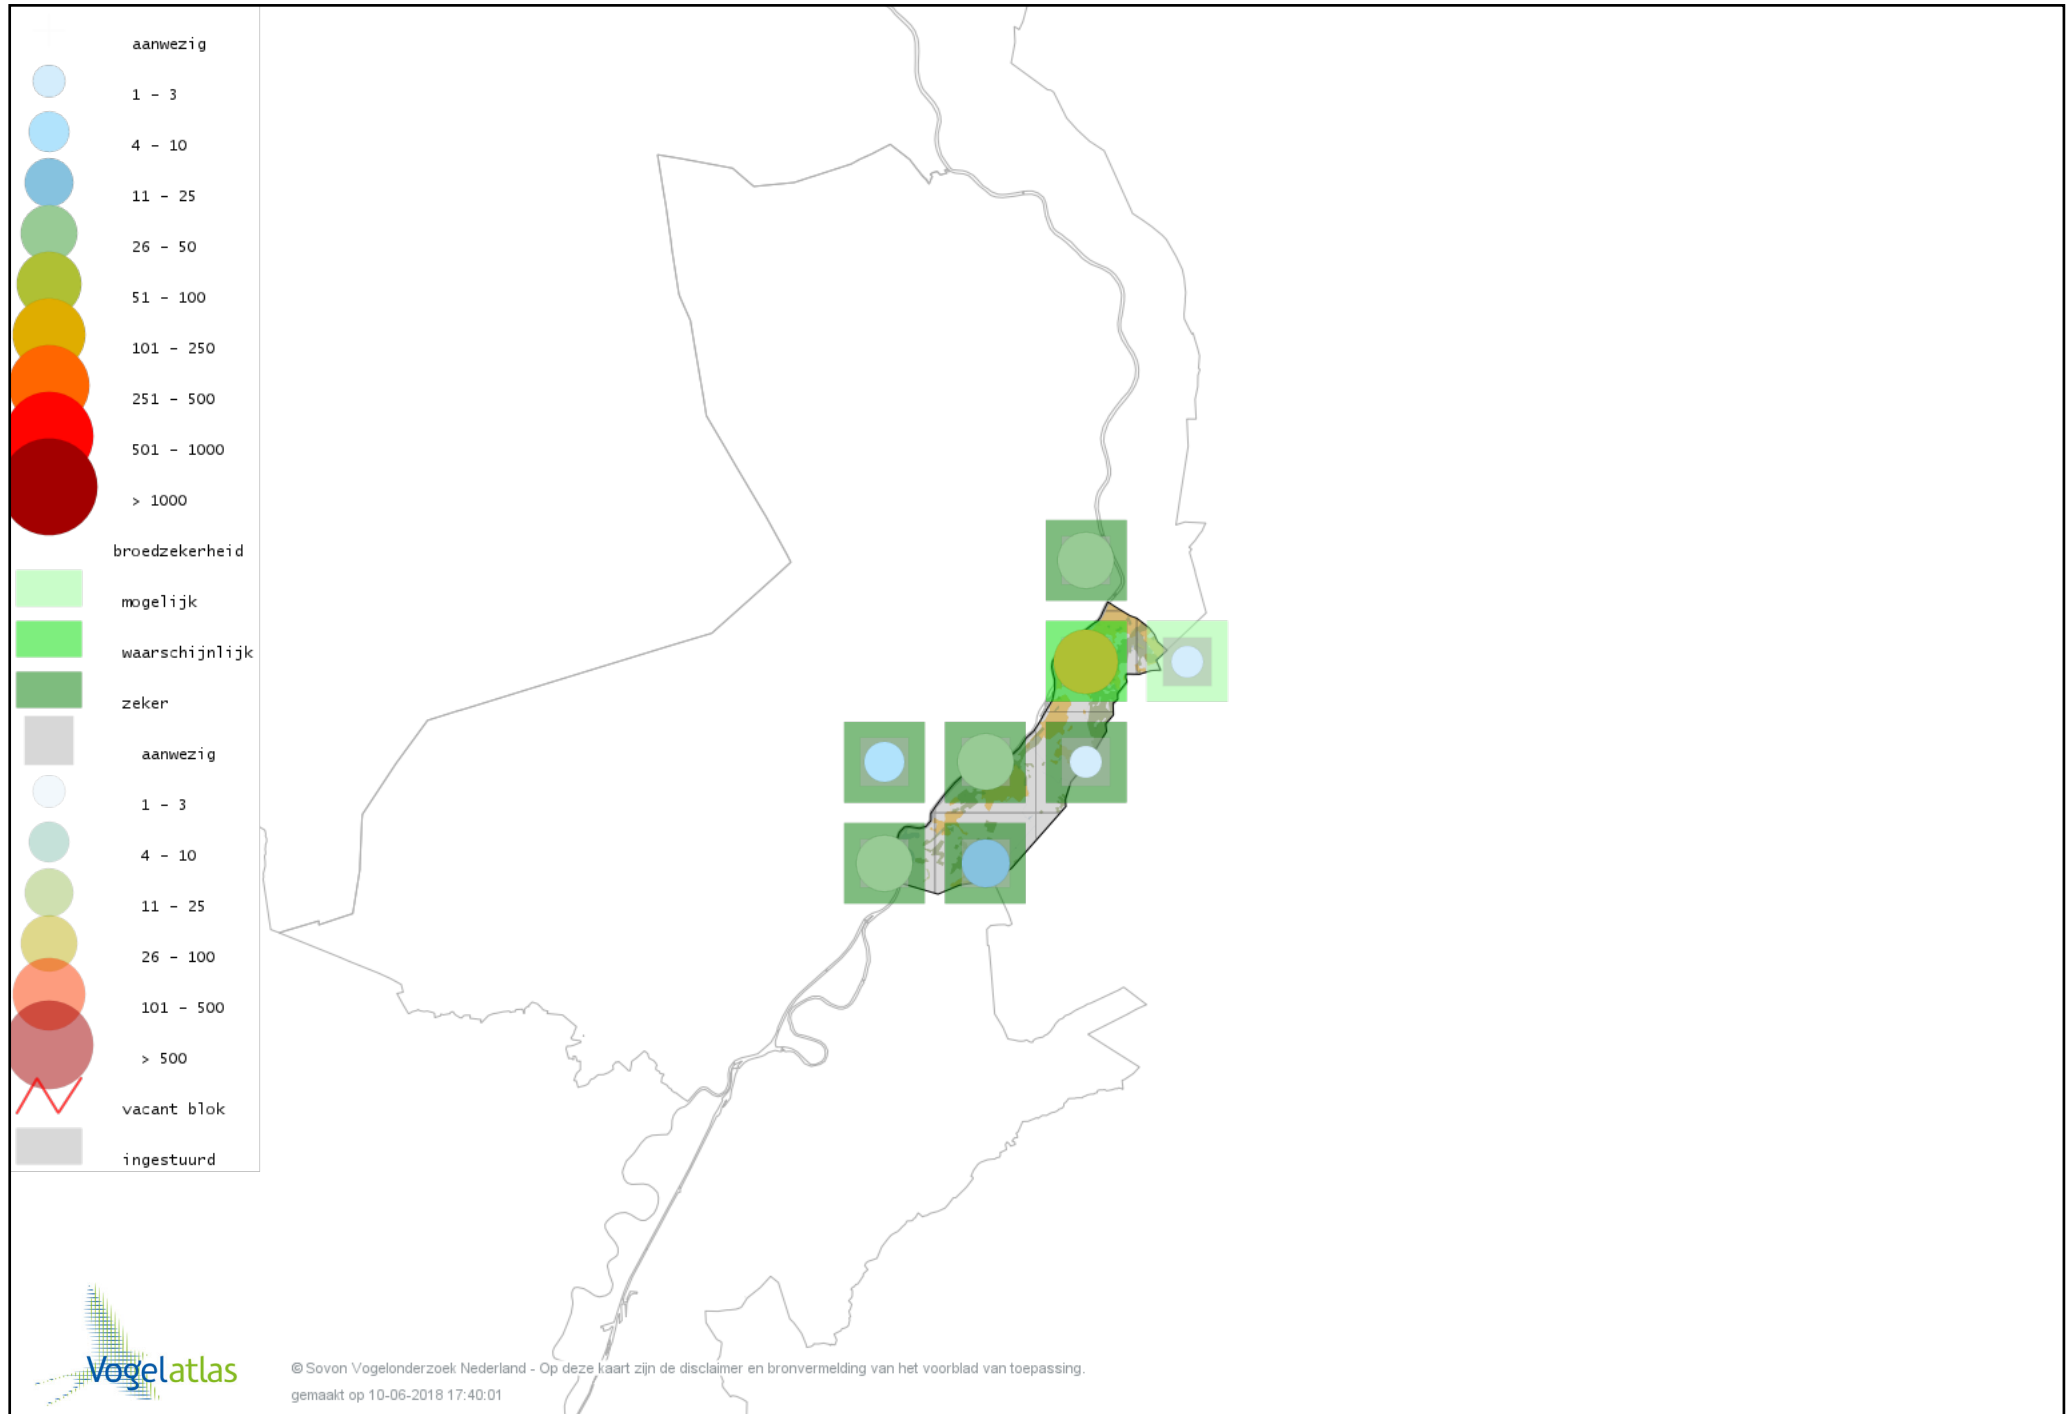 aanwezig
1 - 3
4 - 10
11 - 25
26 - 50
51 - 100
101 - 250
251 - 500
501 - 1000
> 1000
broedzekerheid
mogelijk
waarschijnlijk
zeker
aanwezig
1 - 3
4 - 10
11 - 25
26 - 100
101 - 500
> 500
vacant blok
ingestuurd
Vogelatlas
© Sovon Vogelonderzoek Nederland - Op deze kaart zijn de disclaimer en bronvermelding van het voorblad van toepassing.
gemaakt op 10-06-2018 17:40:01